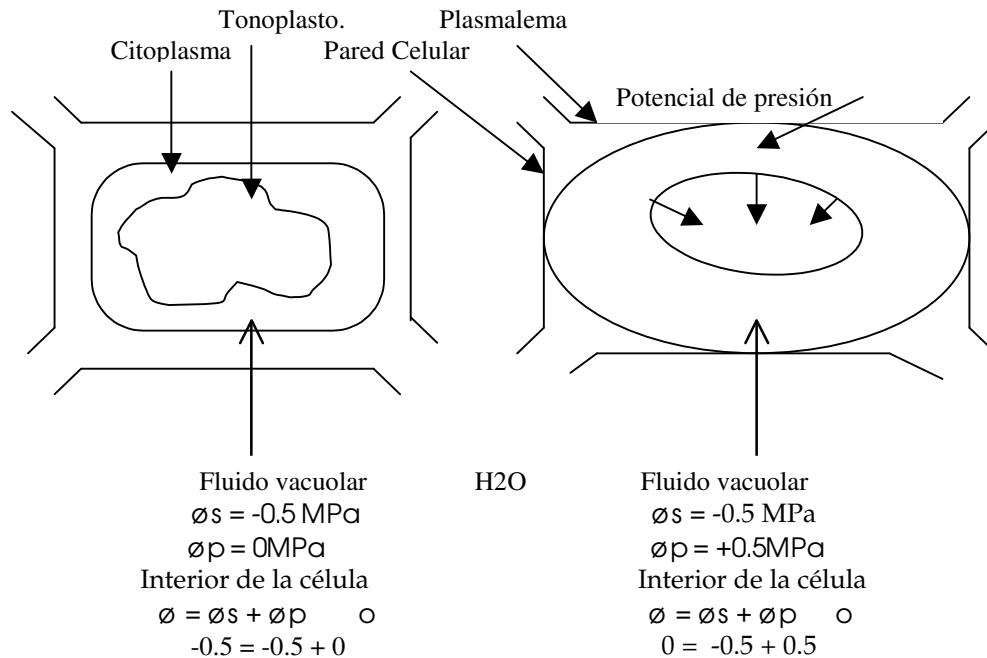 Tonoplasto. Plasmalema
Citoplasma Pared Celular
Potencial de presión
Fluido vacuolar H2O Fluido vacuolar
øs = -0.5 MPa øs = -0.5 MPa
øp = 0MPa øp = +0.5MPa
Interior de la célula Interior de la célula
ø = øs + øp o ø = øs + øp o
-0.5 = -0.5 + 0 0 = -0.5 + 0.5